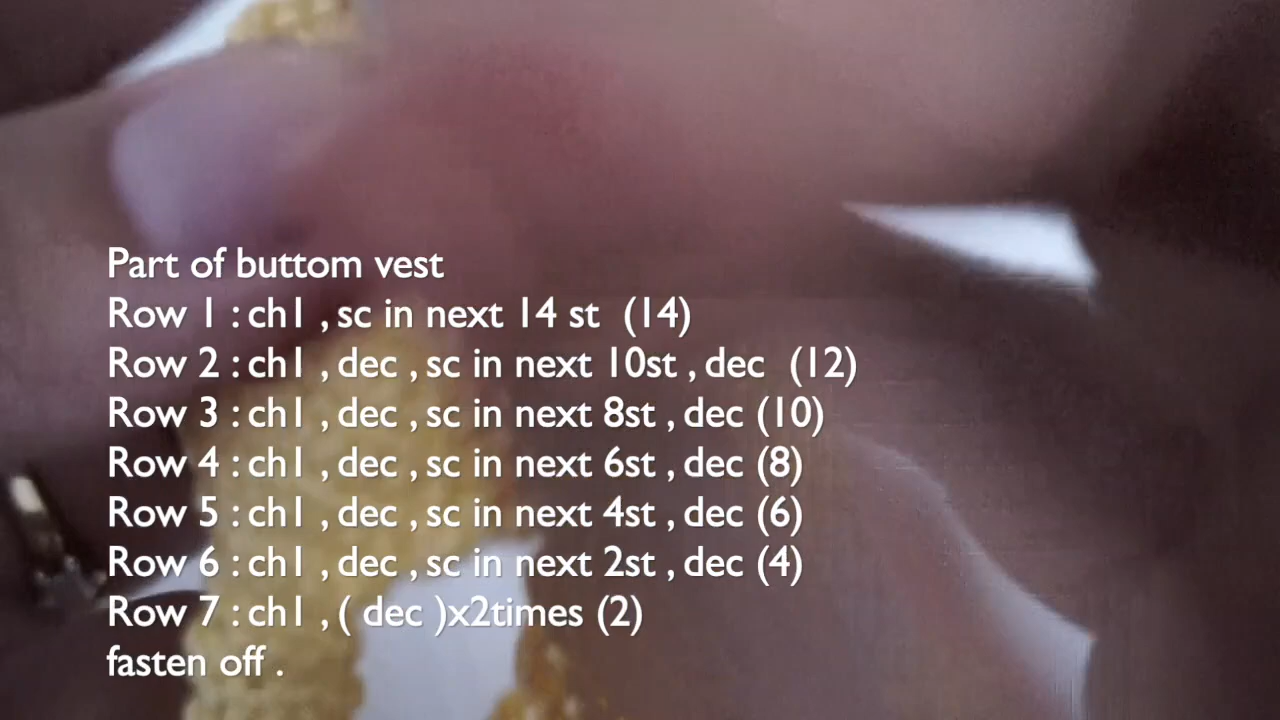 Part of buttom vest
Row 1 : ch1 , sc in next 14 st (14)
Row 2 : ch1 , dec , sc in next 10st , dec (12)
Row 3 : ch1 , dec , sc in next 8st , dec (10)
Row 4 : ch1 , dec , sc in next 6st , dec (8)
Row 5 : ch1 , dec , sc in next 4st , dec (6)
Row 6 : ch1 , dec , sc in next 2st , dec (4)
Row 7 : ch1 , ( dec )x2times (2)
fasten off .